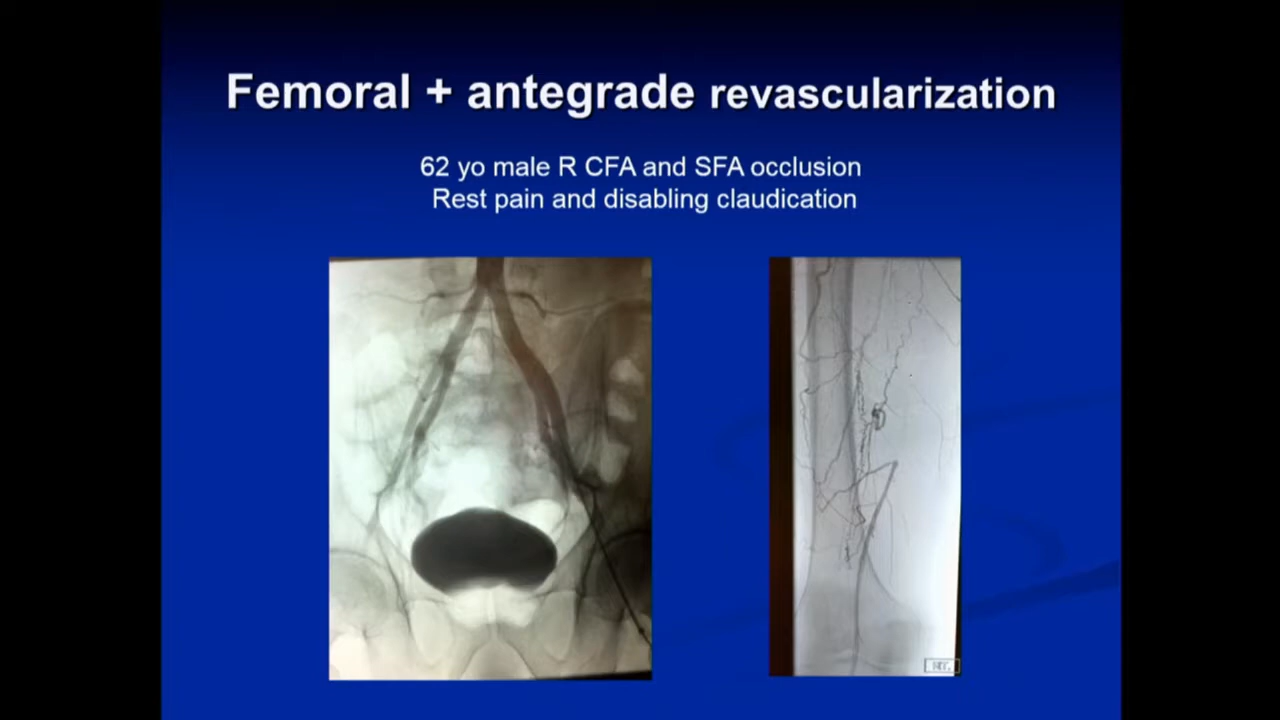 Femoral + antegrade revascularization
62 yo male R CFA and SFA occlusion
Rest pain and disabling claudication